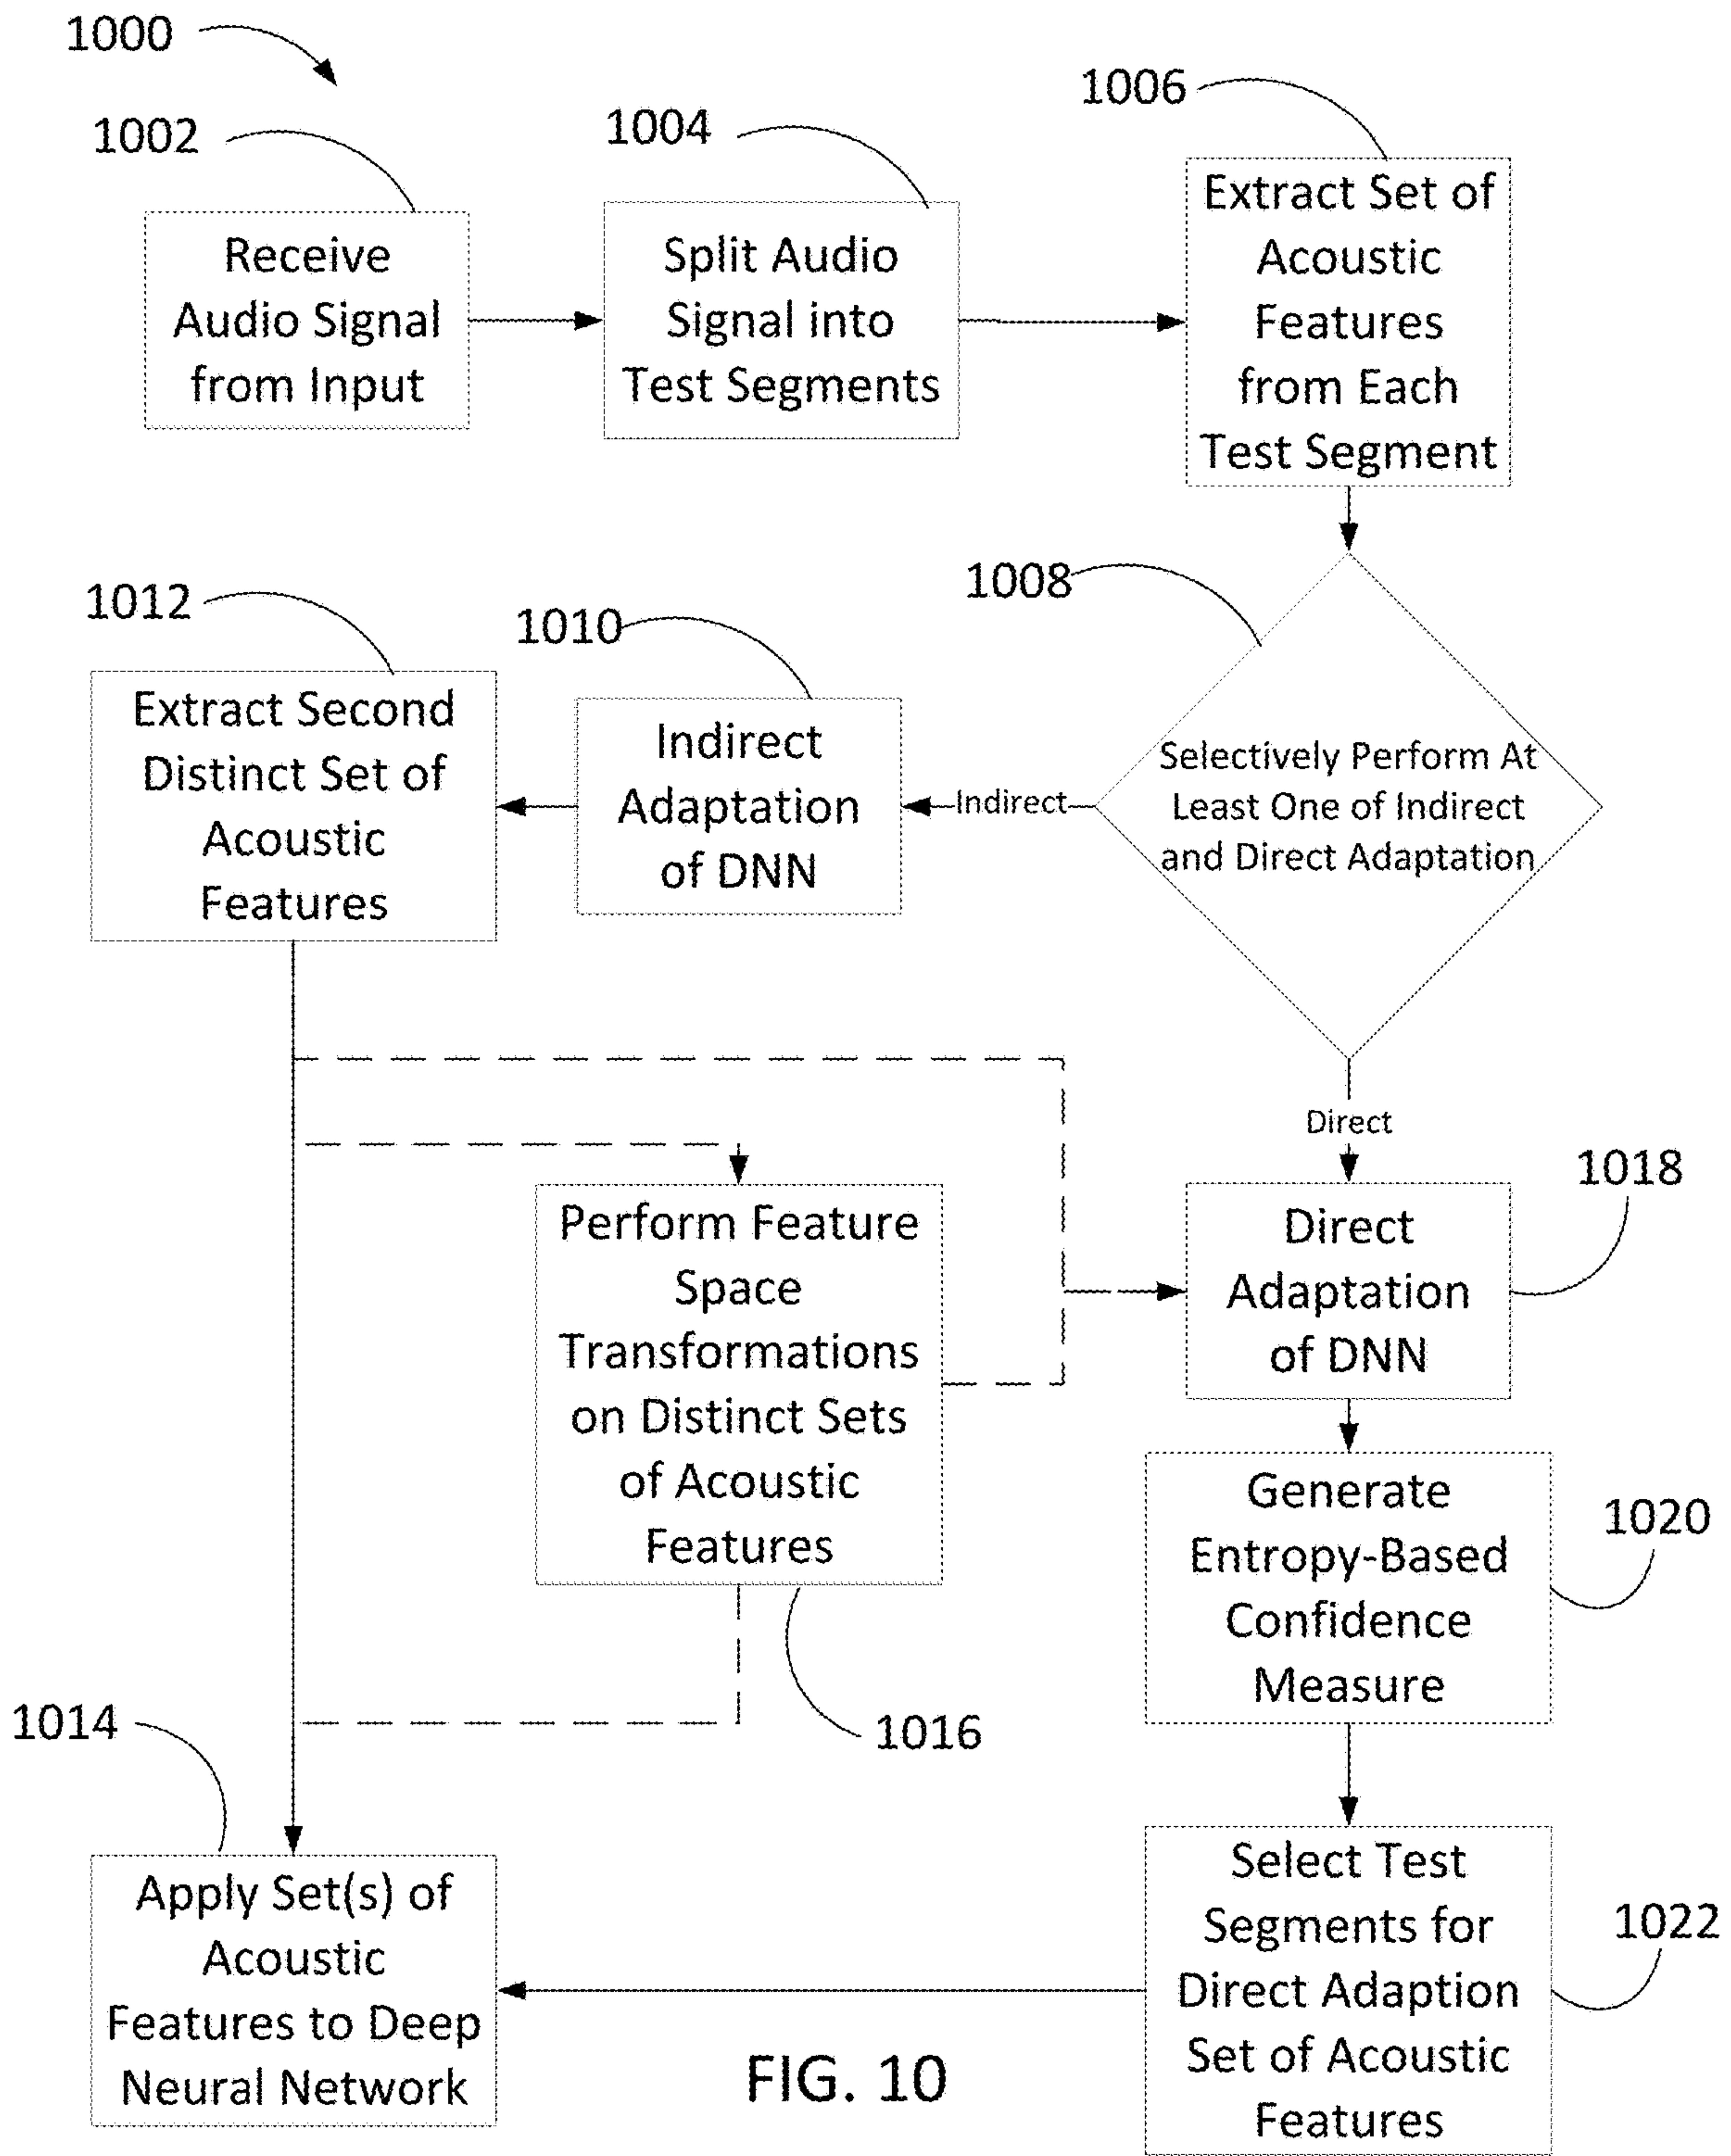 1000
1002
Receive
Audio Signal
from Input
1004
Split Audio
Signal into
Test Segments
1006
Extract Set of
Acoustic
Features
from Each
Test Segment
1008
Selectively Perform At
Least One of Indirect
and Direct Adaptation
Indirect
1010
Indirect
Adaptation
of DNN
1012
Extract Second
Distinct Set of
Acoustic
Features
Direct
1018
Direct
Adaptation
of DNN
Perform Feature
Space
Transformations
on Distinct Sets
of Acoustic
Features
1016
1020
Generate
Entropy-Based
Confidence
Measure
1022
Select Test
Segments for
Direct Adaption
Set of Acoustic
Features
1014
Apply Set(s) of
Acoustic
Features to Deep
Neural Network
FIG. 10